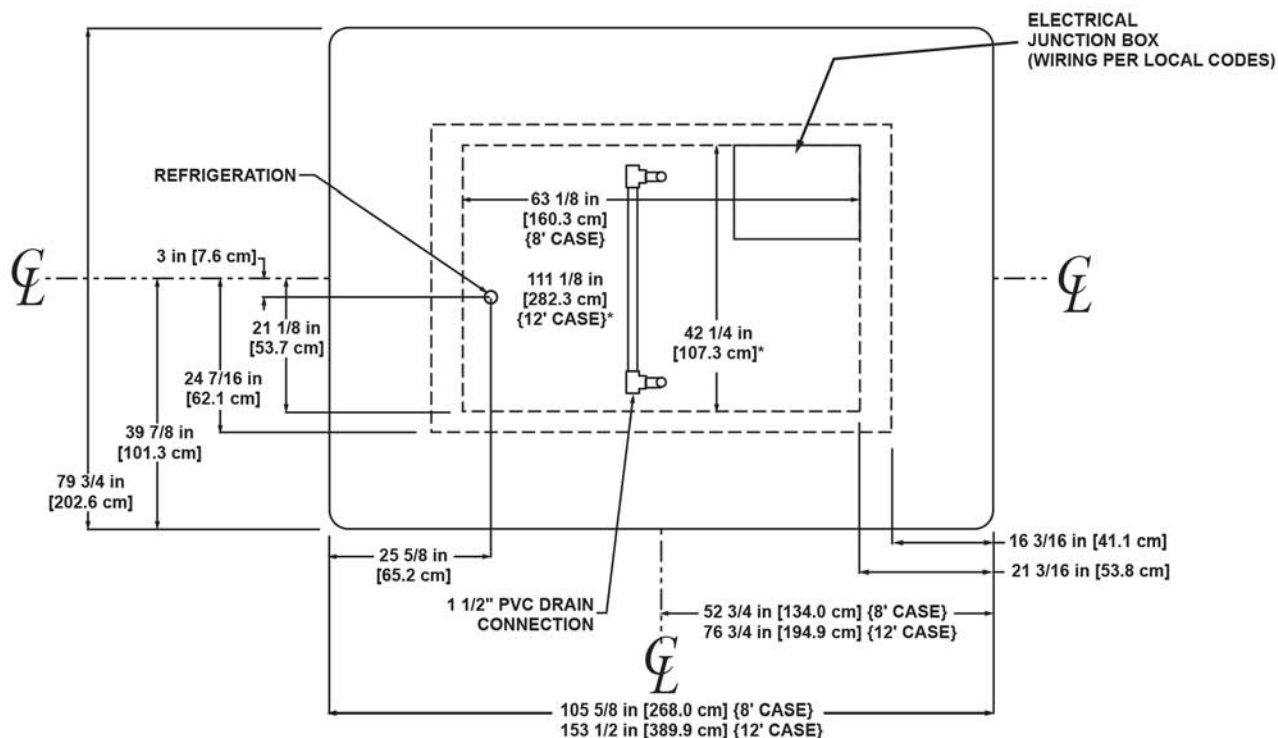 ELECTRICAL
JUNCTION BOX
(WIRING PER LOCAL CODES)
REFRIGERATION
63 1/8 in
[160.3 cm]
{8' CASE}
3 in [7.6 cm]
CL
CL
111 1/8 in
[282.3 cm]
{12' CASE}*
21 1/8 in
[53.7 cm]
42 1/4 in
[107.3 cm]*
24 7/16 in
[62.1 cm]
39 7/8 in
[101.3 cm]
79 3/4 in
[202.6 cm]
16 3/16 in [41.1 cm]
25 5/8 in
[65.2 cm]
21 3/16 in [53.8 cm]
1 1/2" PVC DRAIN
CONNECTION
52 3/4 in [134.0 cm] {8' CASE}
76 3/4 in [194.9 cm] {12' CASE}
CL
105 5/8 in [268.0 cm] {8' CASE}
153 1/2 in [389.9 cm] {12' CASE}